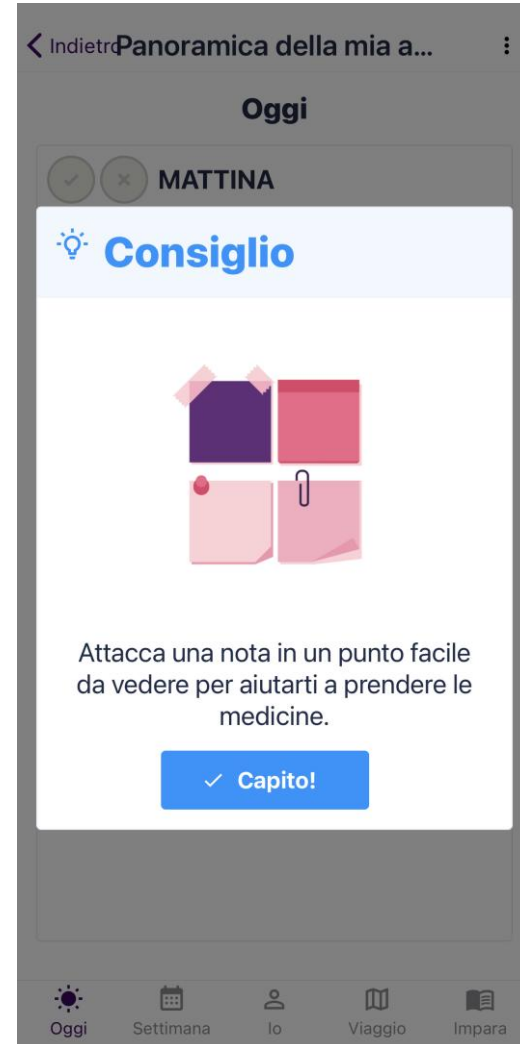 Indietro
Panoramica della mia a...
Oggi
MATTINA
Consiglio
Attacca una nota in un punto facile
da vedere per aiutarti a prendere le
medicine.
Capito!
Oggi Settimana Io Viaggio Impara